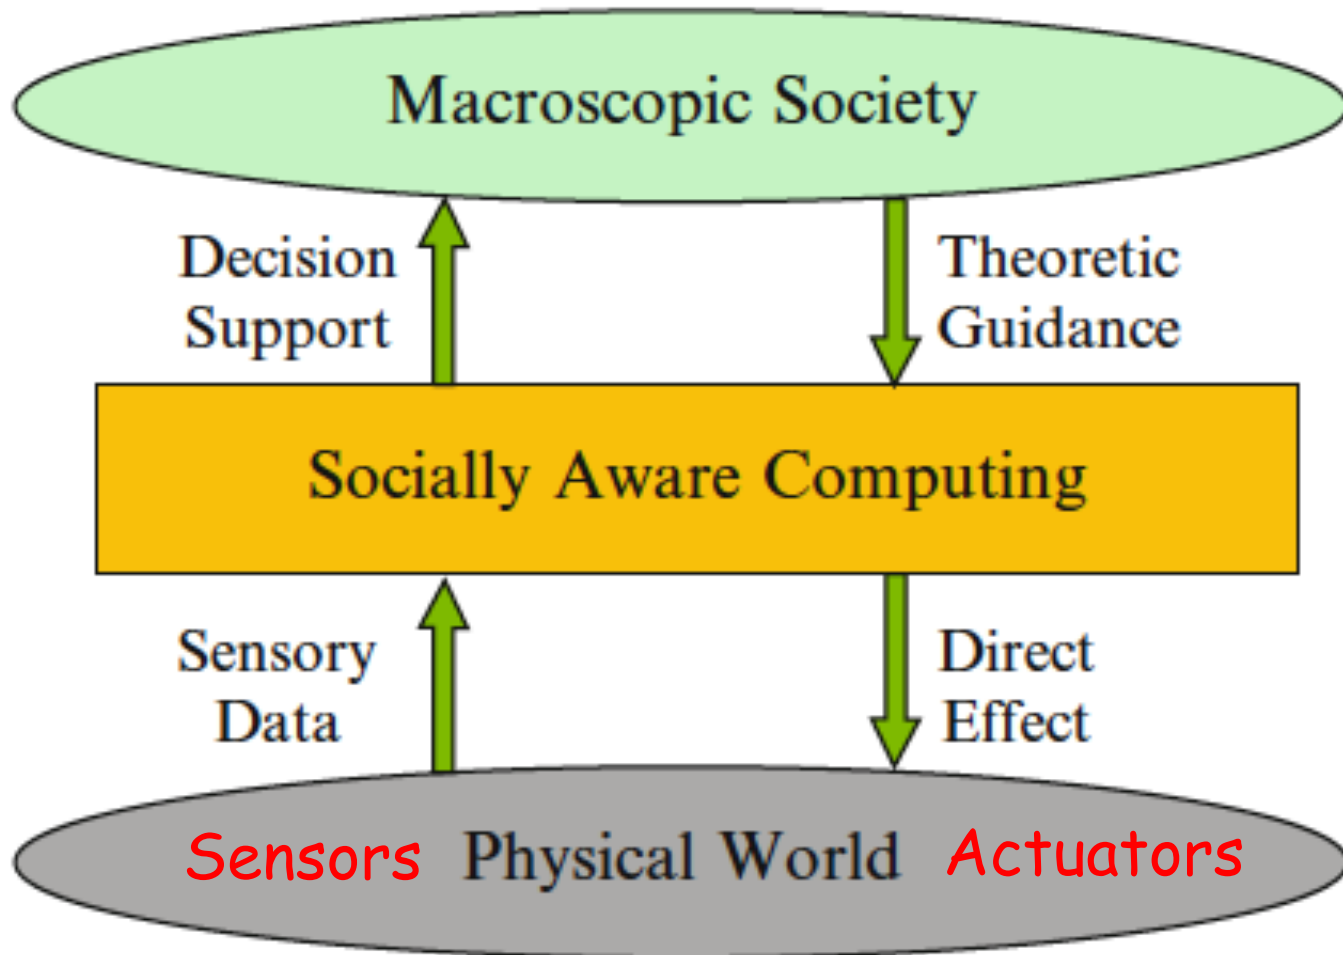 Macroscopic Society
Decision
Support
Theoretic
Guidance
Socially Aware Computing
Sensory
Data
Direct
Effect
Sensors Physical World Actuators